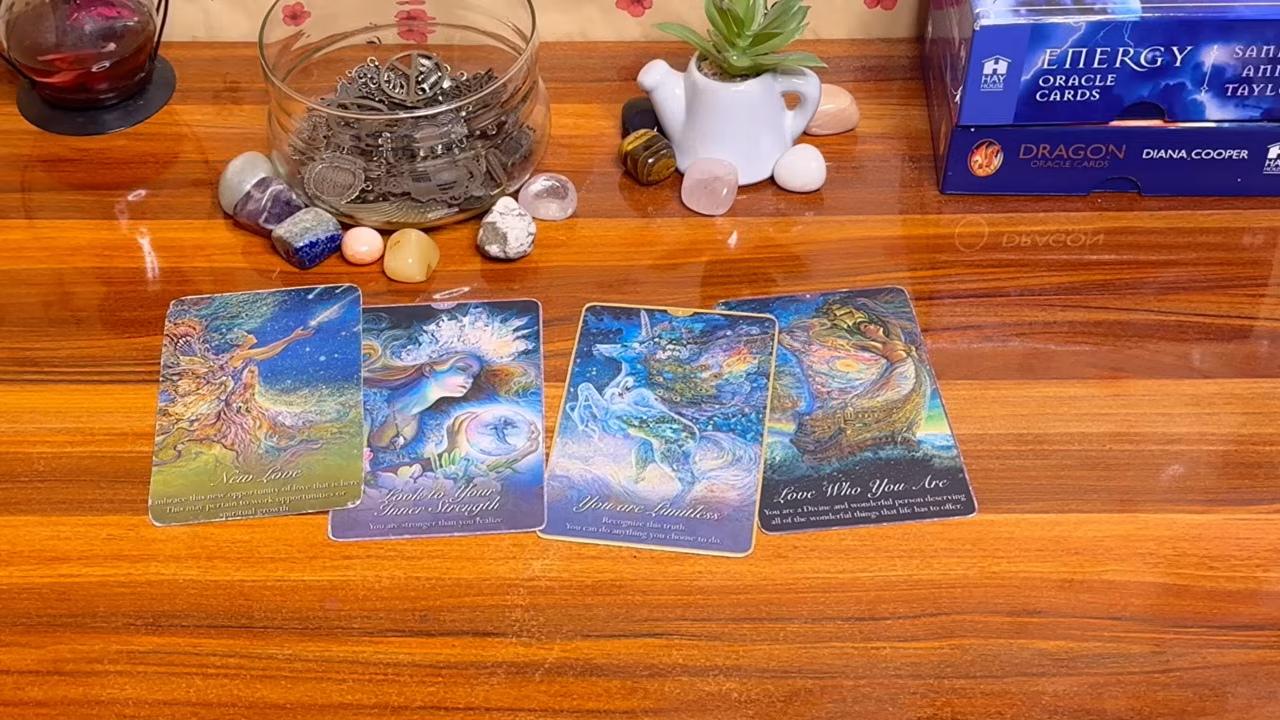 ENERGY
ORACLE
CARDS
HAY
HOUSE
DRAGON
ORACLE CARDS
DIANA COOPER
DRAGON
New Love
embrace this new opportunity of love that is here
This may pertain to work opportunities or
spiritual growth
Look to Your
Inner Strength
You are stronger than you realize
You are Limitless
Recognize this truth.
You can do anything you choose to do.
Love Who You Are
You are a Divine and wonderful person deserving
all of the wonderful things that life has to offer.